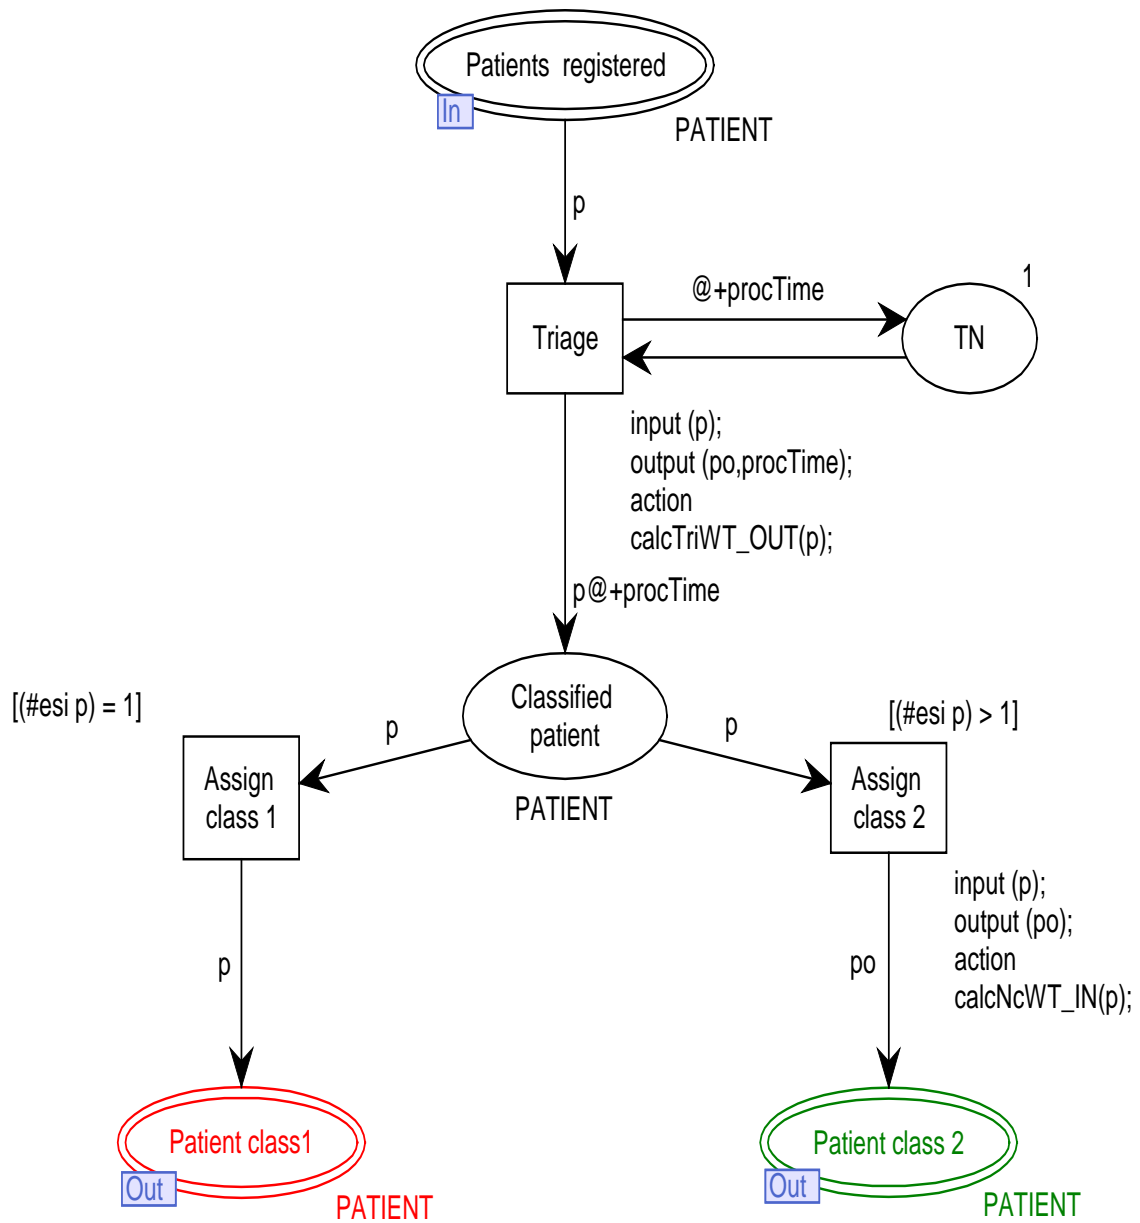 Patients registered
In
PATIENT
p
@+procTime
1
Triage
TN
input (p);
output (po,procTime);
action
calcTriWT_OUT(p);
p@+procTime
Classified
patient
PATIENT
[(#esi p) = 1]
p
p
[(#esi p) > 1]
Assign
class 1
Assign
class 2
input (p);
output (po);
action
calcNcWT_IN(p);
p
po
Patient class1
Out
PATIENT
Patient class 2
Out
PATIENT